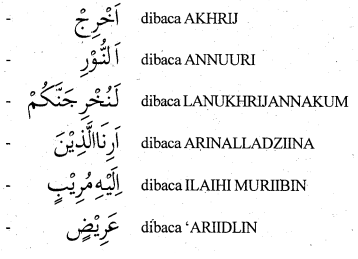 - اَخْرِجْ dibaca AKHRIJ
- اَلنُّوْرِ dibaca ANNUURI
- لَنُخْرِجَنَّكُمْ dibaca LANUKHRIJANNAKUM
- اَرِنَاالَّذِيْنَ dibaca ARINALLADZIINA
- اِلَيْهِ مُرِيْبٍ dibaca ILAIHI MURIIBIN
- عَرِيْضٍ dibaca ‘ARIIDLIN